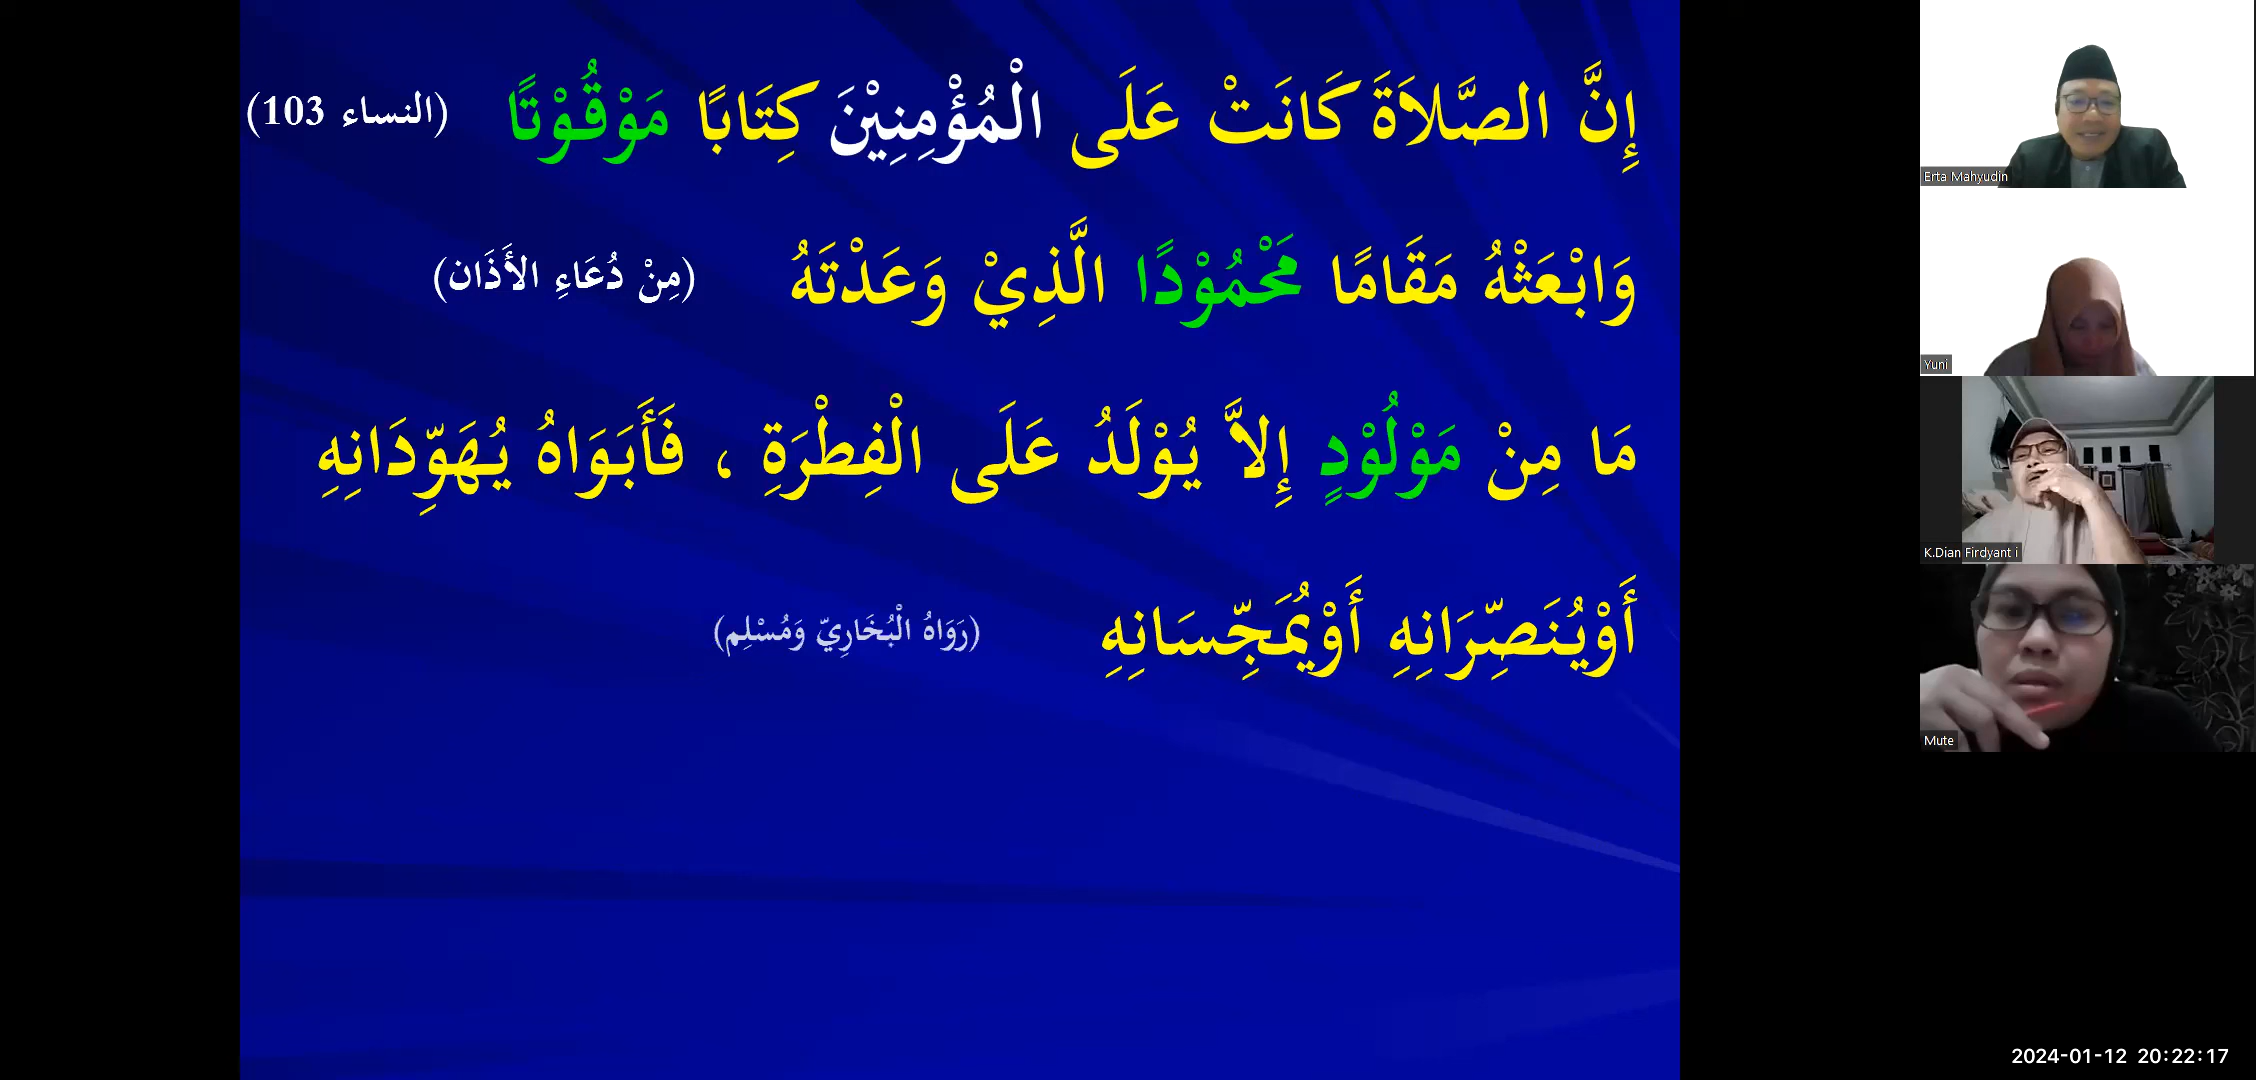 إِنَّ الصَّلاَةَ كَانَتْ عَلَى الْمُؤْمِنِيْنَ كِتَابًا مَوْقُوْتًا (النساء 103)
وَابْعَثْهُ مَقَامًا مَحْمُوْدًا الَّذِيْ وَعَدْتَهُ (مِنْ دُعَاءِ الأَذَان)
مَا مِنْ مَوْلُوْدٍ إِلاَّ يُوْلَدُ عَلَى الْفِطْرَةِ ، فَأَبَوَاهُ يُهَوِّدَانِهِ
أَوْيُنَصِّرَانِهِ أَوْيُمَجِّسَانِهِ (رَوَاهُ الْبُخَارِيّ وَمُسْلِم)
Erta Mahyudin
Yuni
K.Dian Firdyant i
Mute
2024-01-12 20:22:17